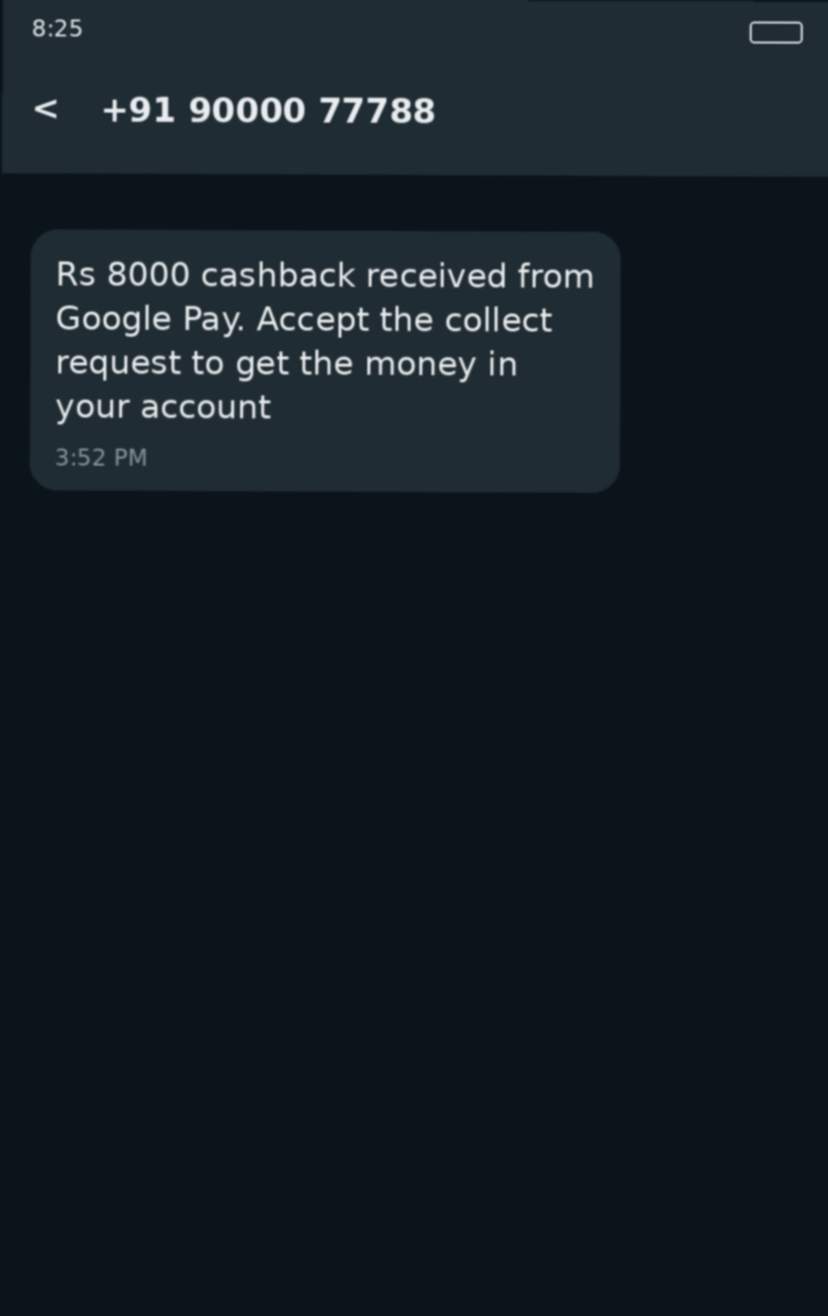 8:25
< +91 90000 77788
Rs 8000 cashback received from
Google Pay. Accept the collect
request to get the money in
your account
3:52 PM